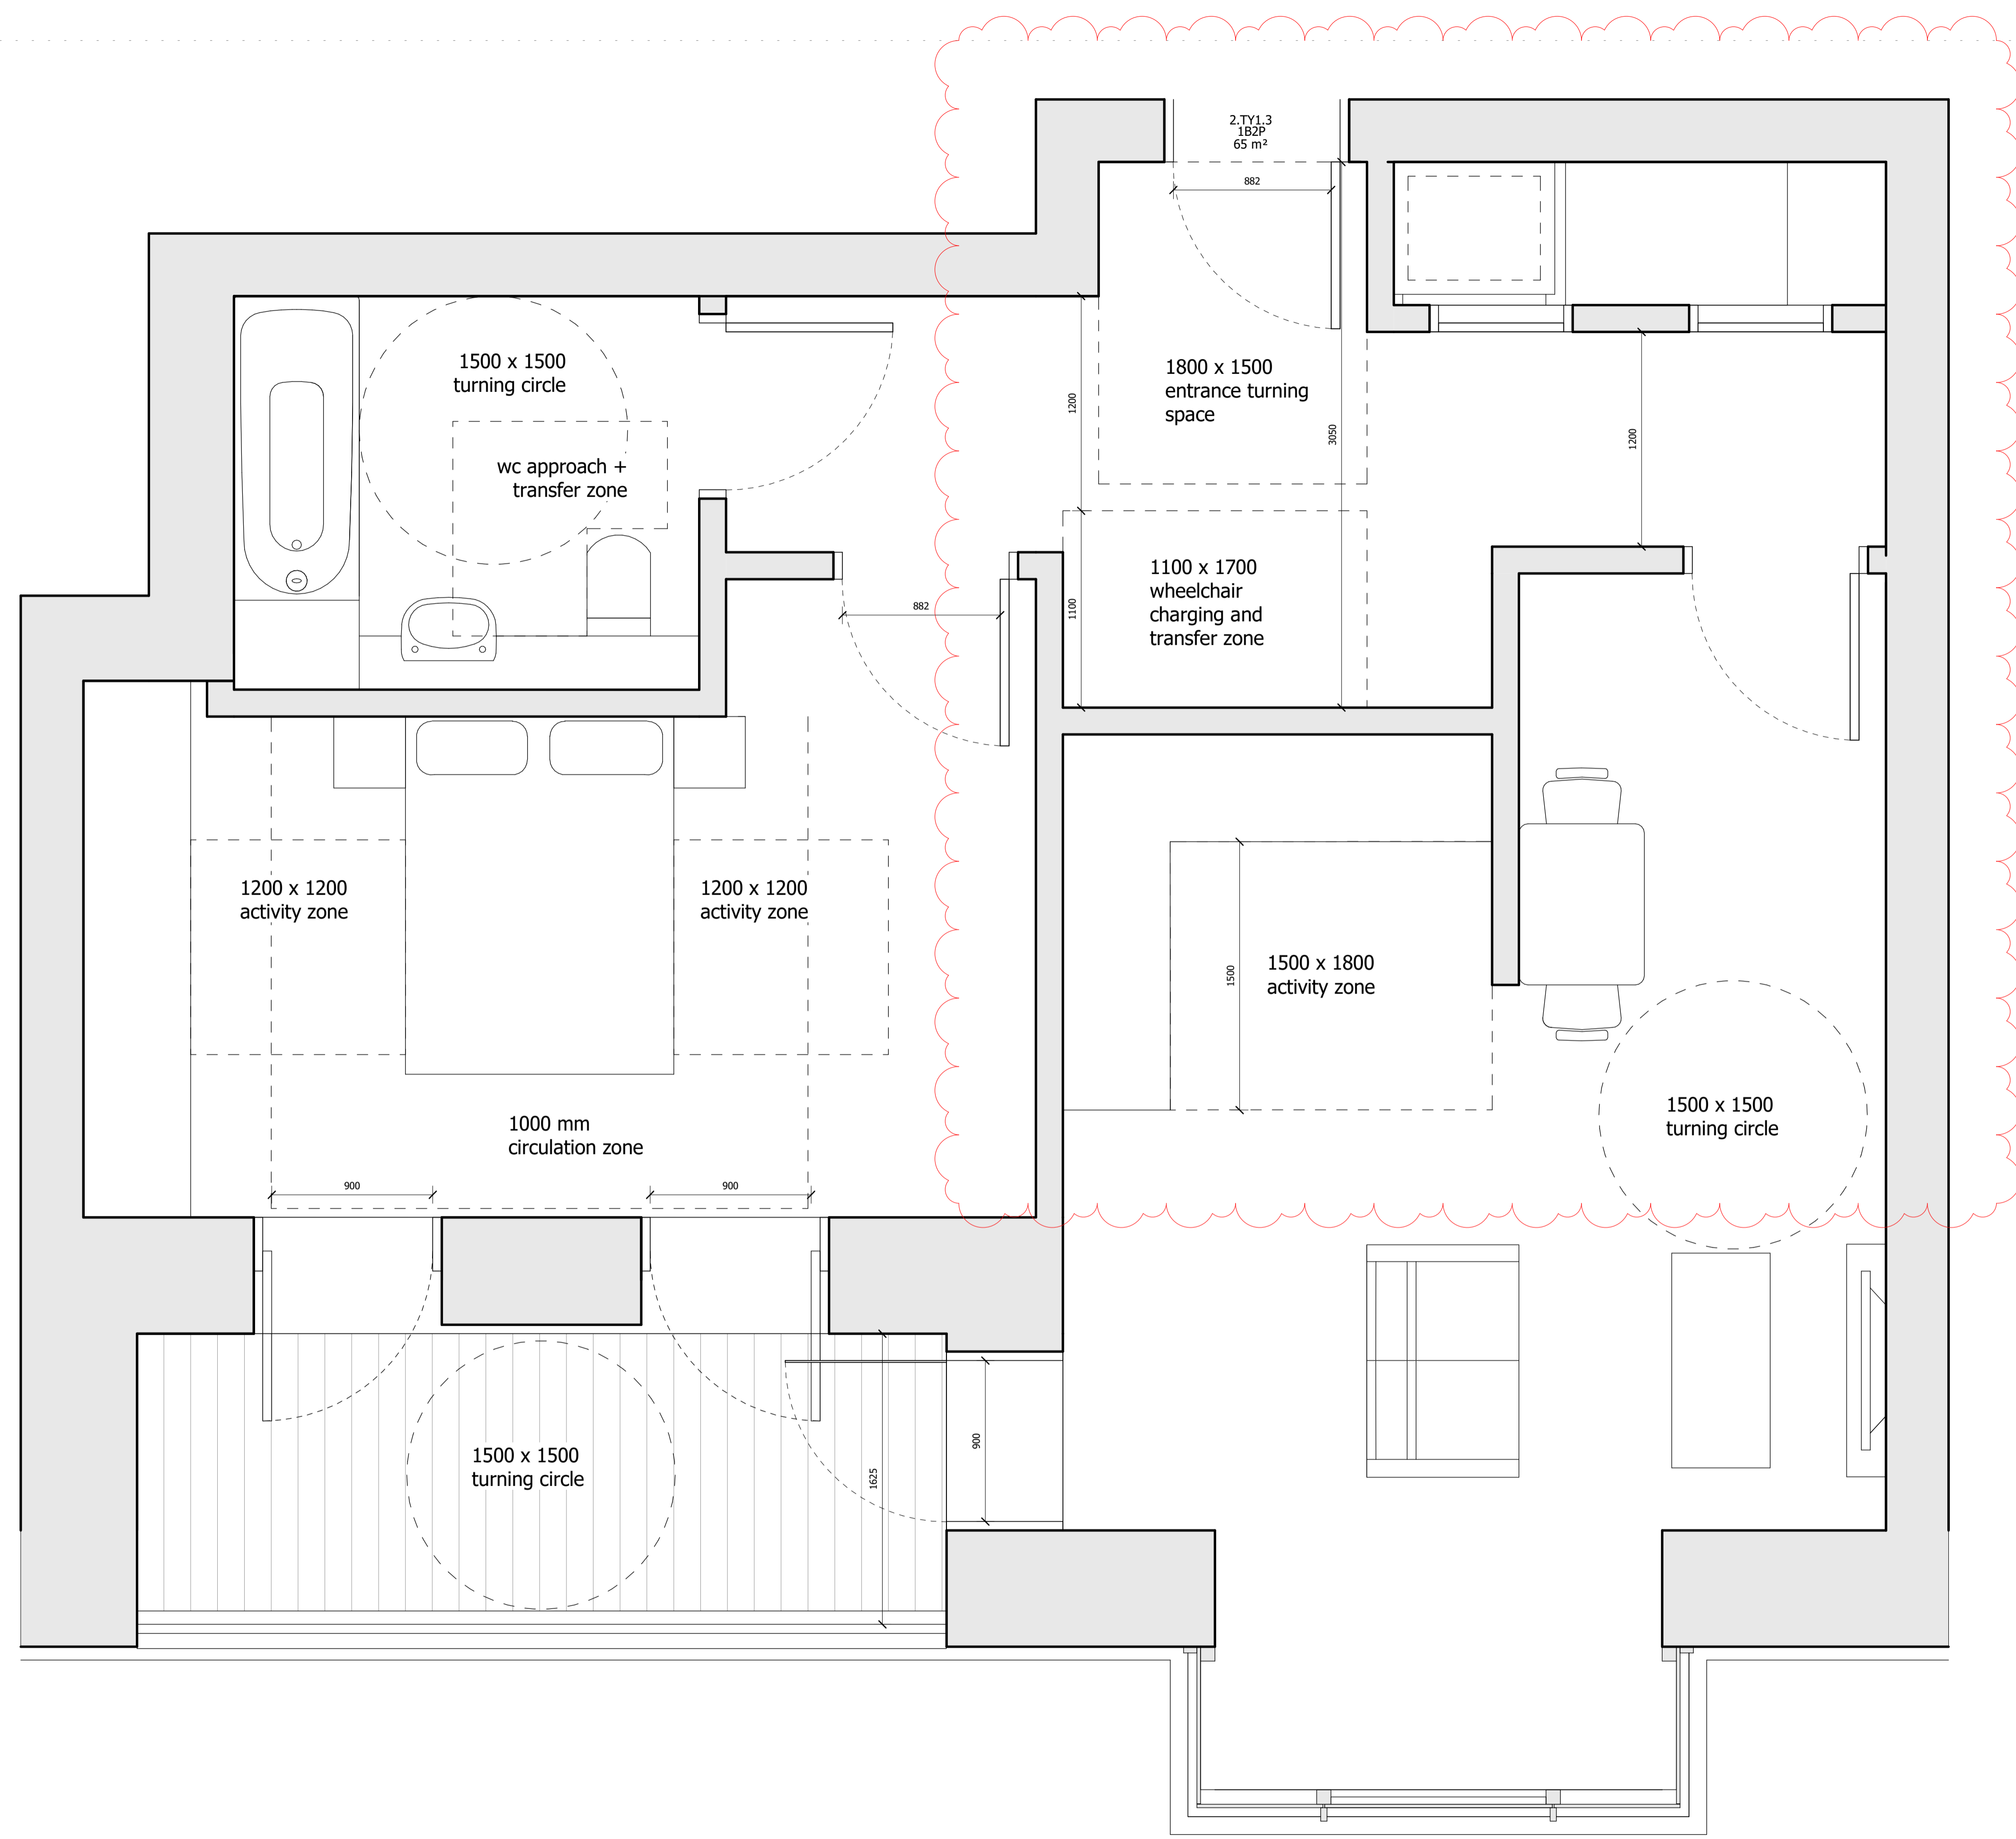 2.TY1.3
1B2P
65 m²
882
1500 x 1500
turning circle
1800 x 1500
entrance turning
space
1200
3050
1200
wc approach +
transfer zone
1100 x 1700
wheelchair
charging and
transfer zone
1100
882
1200 x 1200
activity zone
1200 x 1200
activity zone
1500 x 1800
activity zone
1500
1000 mm
circulation zone
1500 x 1500
turning circle
900
900
1500 x 1500
turning circle
1625
900